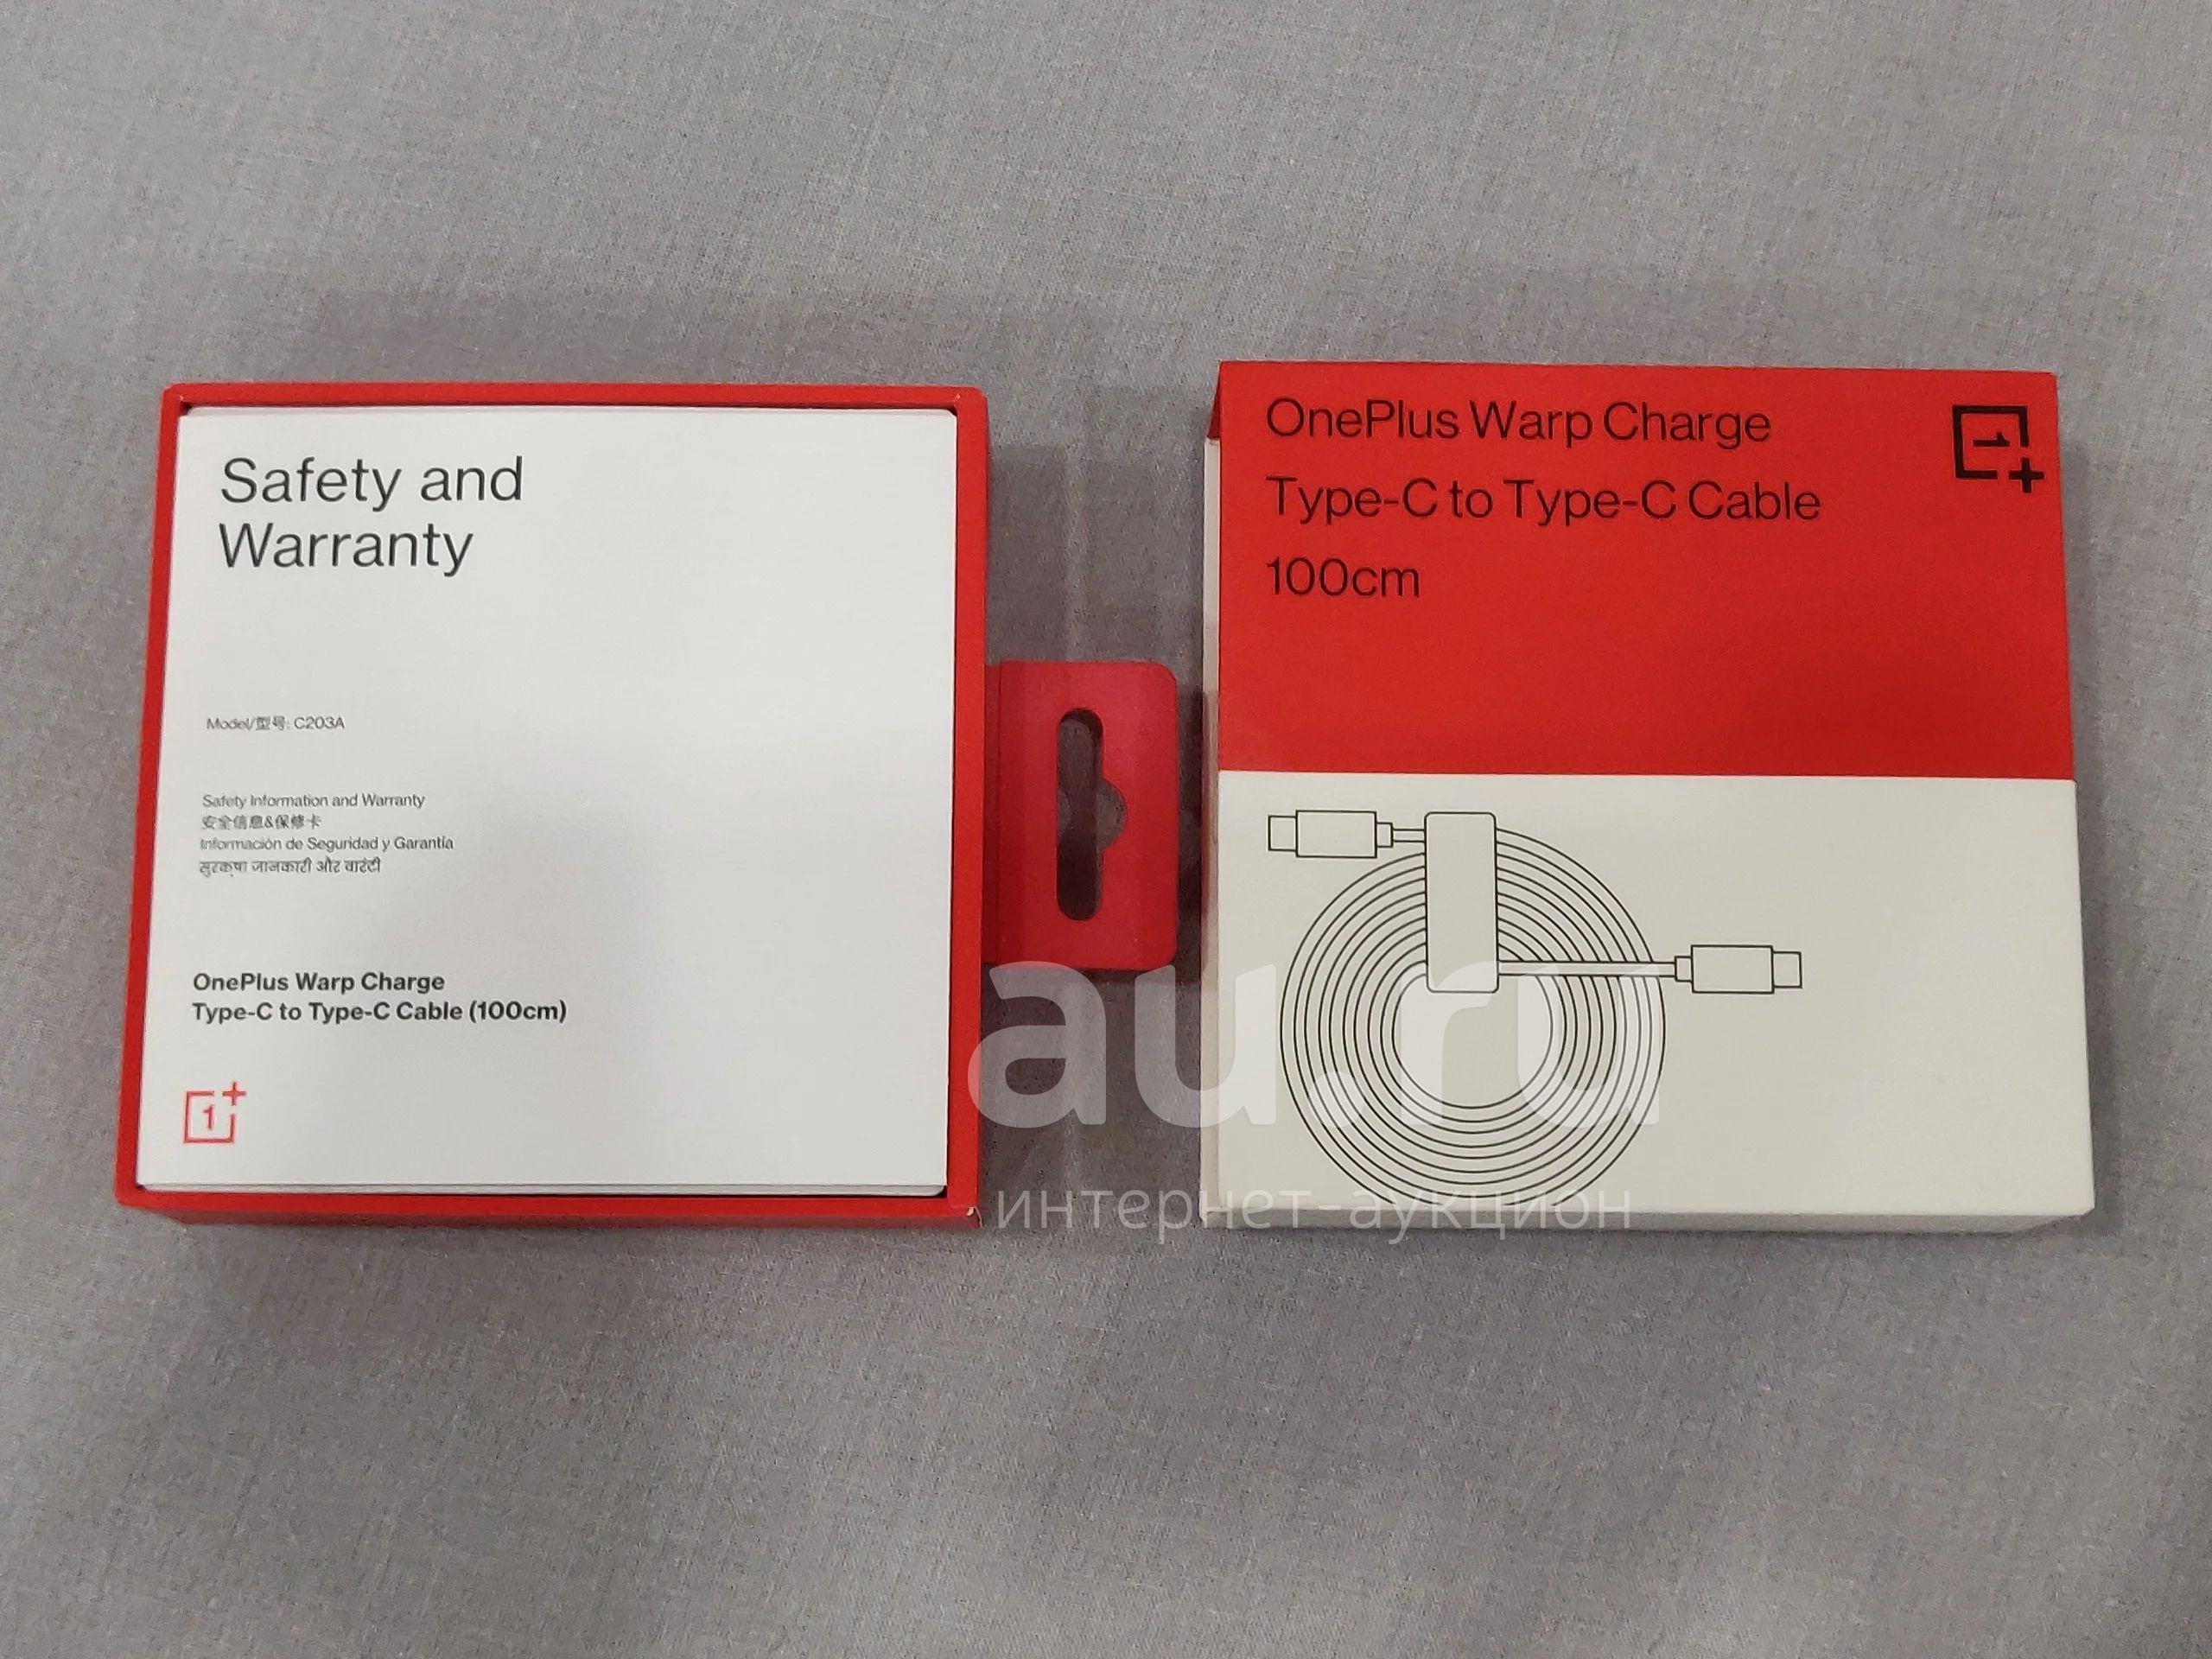 Safety and
Warranty
Model/型号: C203A
Safety Information and Warranty
安全信息&保修卡
Información de Seguridad y Garantía
सुरक्षा जानकारी और वारंटी
OnePlus Warp Charge
Type-C to Type-C Cable (100cm)
1+
OnePlus Warp Charge
Type-C to Type-C Cable
100cm
1+
au.ru
интернет-аукцион